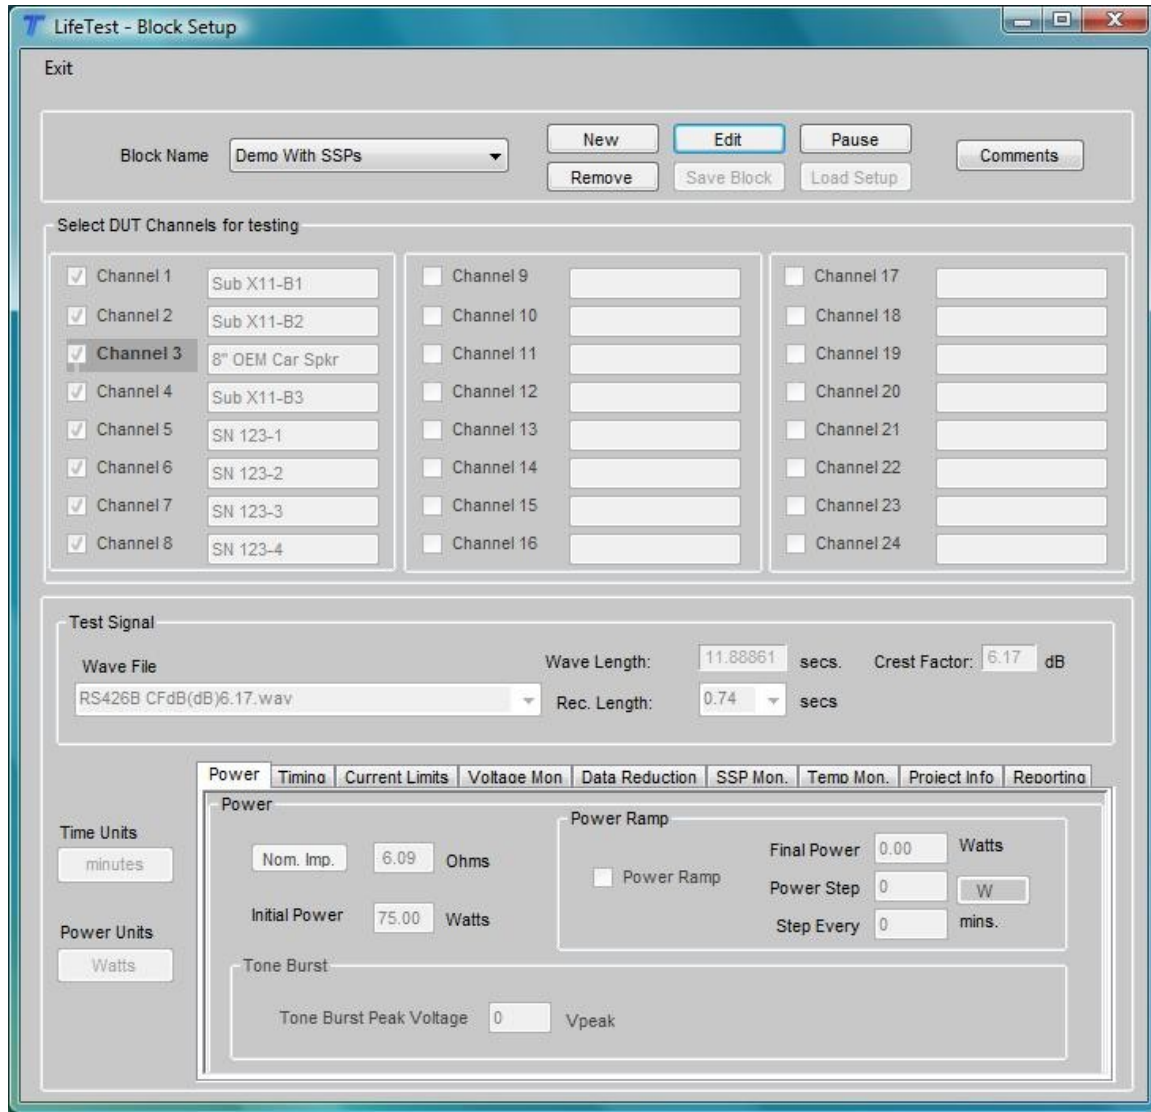 LifeTest - Block Setup
Exit
Block Name Demo With SSPs New Edit Pause Comments
Remove Save Block Load Setup
Select DUT Channels for testing
Channel 1 Sub X11-B1 Channel 9 Channel 17
Channel 2 Sub X11-B2 Channel 10 Channel 18
Channel 3 8" OEM Car Spkr Channel 11 Channel 19
Channel 4 Sub X11-B3 Channel 12 Channel 20
Channel 5 SN 123-1 Channel 13 Channel 21
Channel 6 SN 123-2 Channel 14 Channel 22
Channel 7 SN 123-3 Channel 15 Channel 23
Channel 8 SN 123-4 Channel 16 Channel 24
Test Signal
Wave File Wave Length: 11.88861 secs. Crest Factor: 6.17 dB
RS426B CFdB(dB)6.17.wav Rec. Length: 0.74 secs
Power Timing Current Limits Voltage Mon Data Reduction SSP Mon. Temp Mon. Project Info Reporting
Power
Power Ramp
Time Units
minutes
Nom. Imp. 6.09 Ohms
Power Ramp
Final Power 0.00 Watts
Power Step 0 W
Initial Power 75.00 Watts
Step Every 0 mins.
Power Units
Watts
Tone Burst
Tone Burst Peak Voltage 0 Vpeak